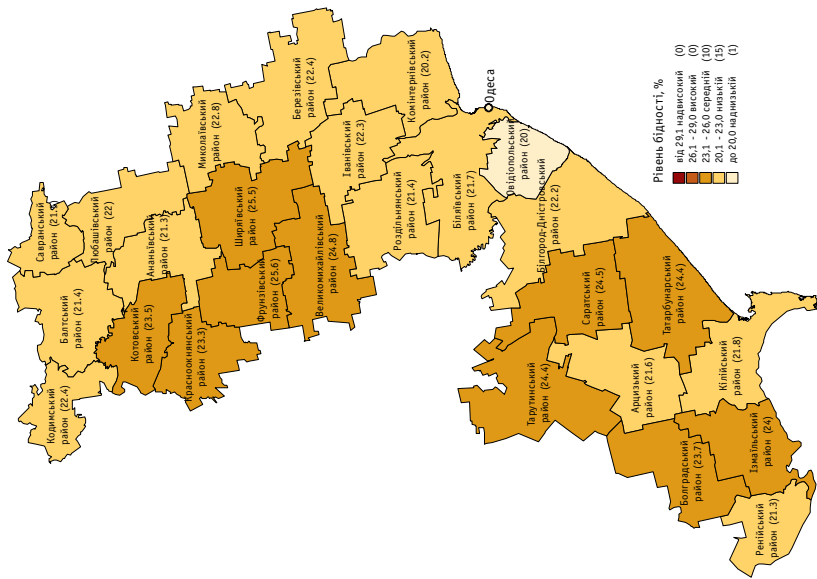 Кодимський
район (22.4)
Балтський
район (21.4)
Савранський
район (21.9)
Любашівський
район (22)
Ананьївський
район (21.3)
Котовський
район (23.5)
Красноокнянський
район (23.3)
Миколаївський
район (22.8)
Ширяївський
район (25.5)
Фрунзівський
район (25.6)
Великомихайлівський
район (24.8)
Березівський
район (22.4)
Іванівський
район (22.3)
Комінтернівський
район (20.2)
Роздільнянський
район (21.4)
Біляївський
район (21.7)
Одеса
Овідіопольський
район (20)
Білгород-Дністровський
район (22.2)
Саратський
район (24.5)
Татарбунарський
район (24.4)
Тарутинський
район (24.4)
Арцизький
район (21.6)
Кілійський
район (21.8)
Болградський
район (23.7)
Ізмаїльський
район (24)
Ренійський
район (21.3)
Рівень бідності, %
від 29,1 надвисокий (0)
26,1 - 29,0 високий (0)
23,1 - 26,0 середній (10)
20,1 - 23,0 низькій (15)
до 20,0 наднизькій (1)